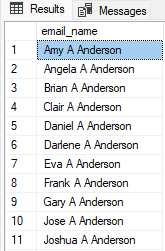 Results Messages
email_name
1 Amy A Anderson
2 Angela A Anderson
3 Brian A Anderson
4 Clair A Anderson
5 Daniel A Anderson
6 Darlene A Anderson
7 Eva A Anderson
8 Frank A Anderson
9 Gary A Anderson
10 Jose A Anderson
11 Joshua A Anderson